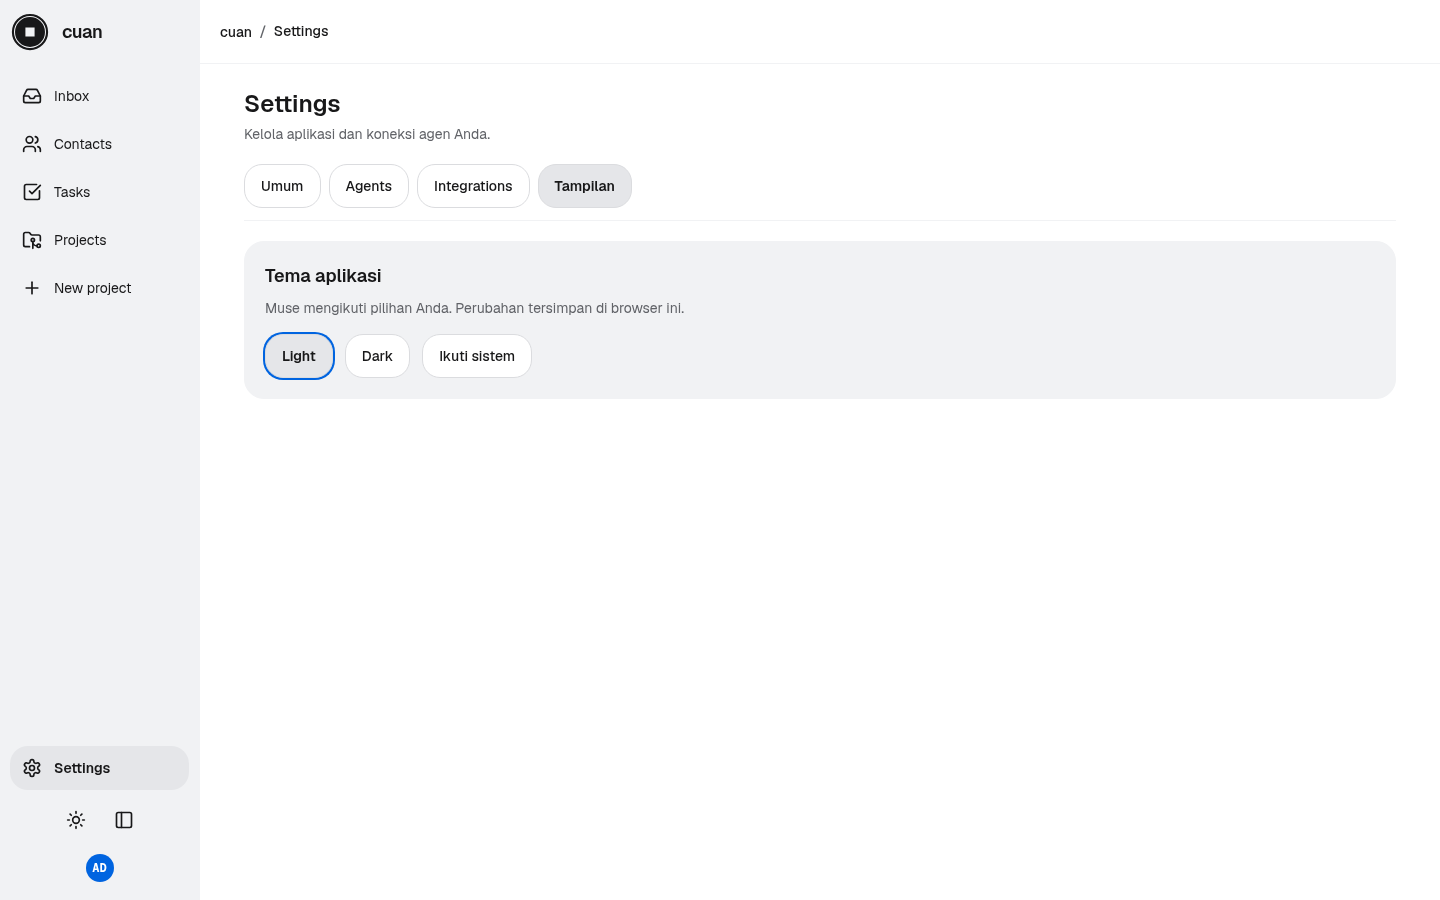 cuan
Inbox
Contacts
Tasks
Projects
New project
Settings
AD
cuan / Settings
Settings
Kelola aplikasi dan koneksi agen Anda.
Umum
Agents
Integrations
Tampilan
Tema aplikasi
Muse mengikuti pilihan Anda. Perubahan tersimpan di browser ini.
Light
Dark
Ikuti sistem